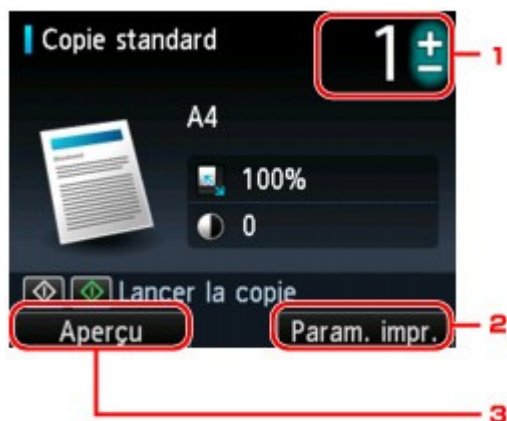 Copie standard
1 + −
1
A4
100%
0
Lancer la copie
Aperçu
Param. impr.
2
3